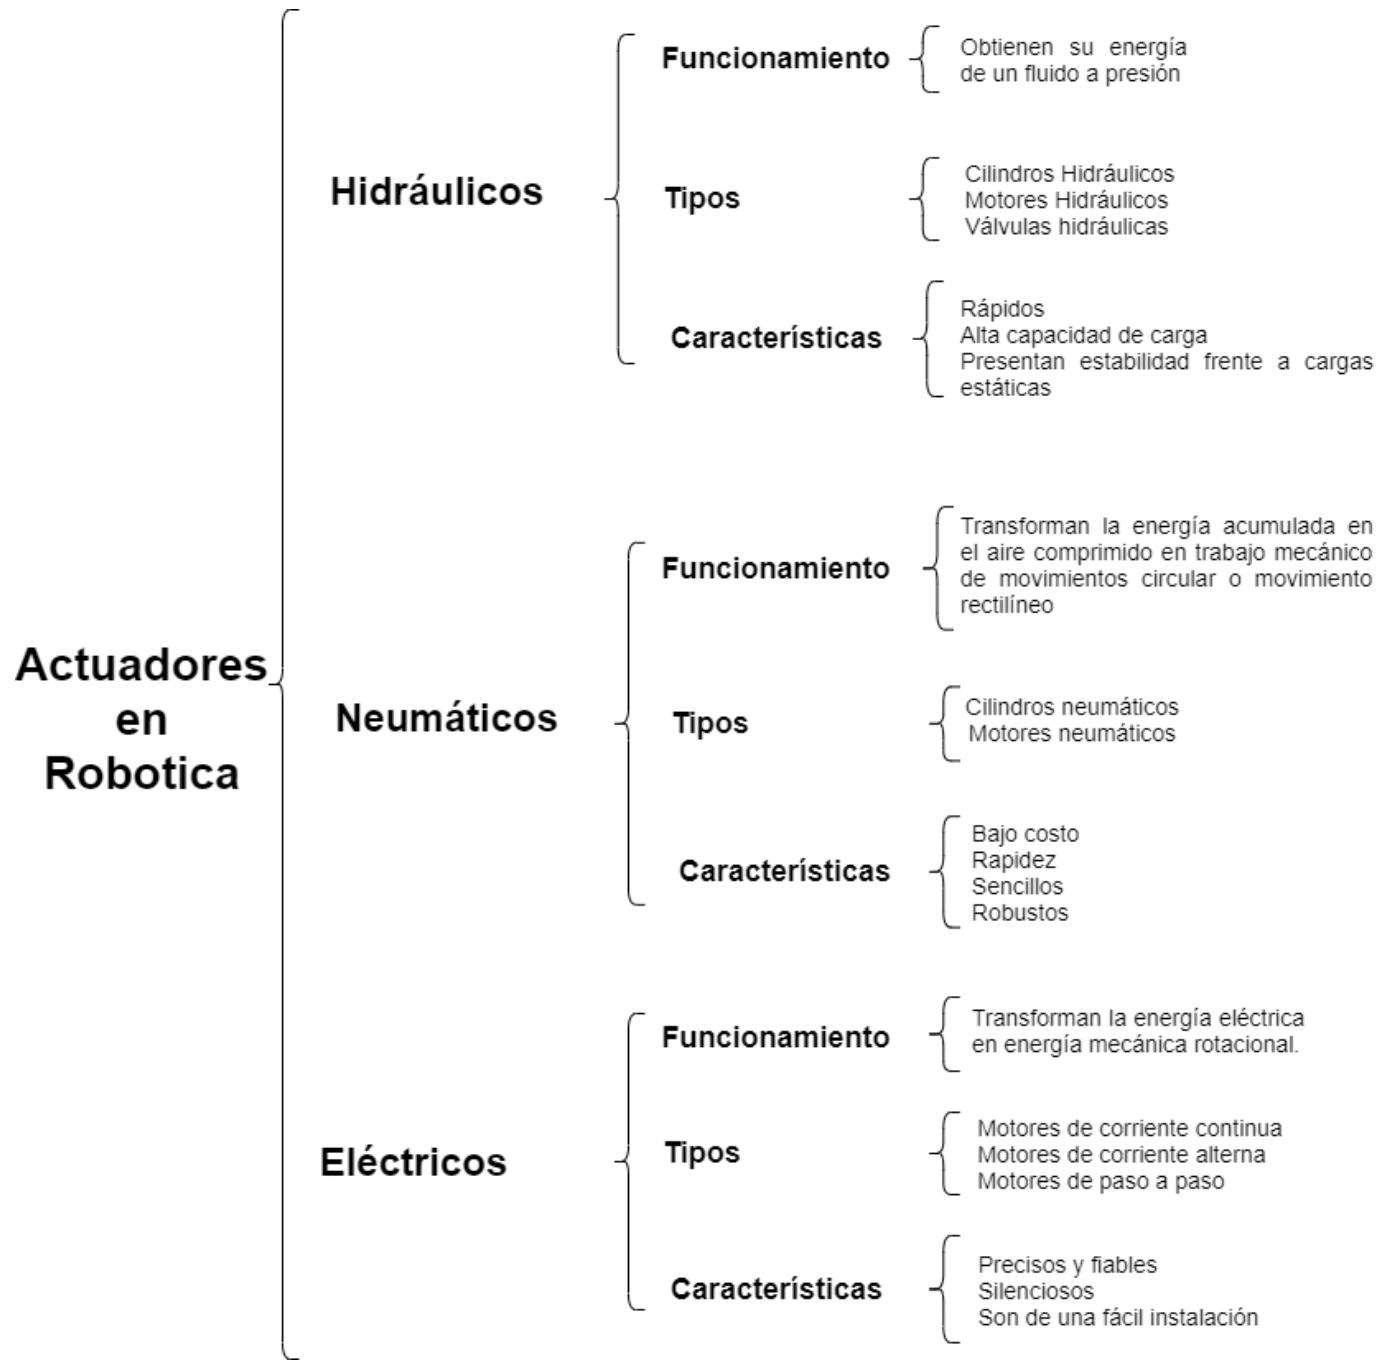 Actuadores
en
Robotica
Hidráulicos
Funcionamiento
Obtienen su energía
de un fluido a presión
Tipos
Cilindros Hidráulicos
Motores Hidráulicos
Válvulas hidráulicas
Característicás
Rápidos
Alta capacidad de carga
Presentan estabilidad frente a cargas
estáticas
Neumáticos
Funcionamiento
Transforman la energía acumulada en
el aire comprimido en trabajo mecánico
de movimientos circular o movimiento
rectilíneo
Tipos
Cilindros neumáticos
Motores neumáticos
Característicás
Bajo costo
Rapidez
Sencillos
Robustos
Eléctricos
Funcionamiento
Transforman la energía eléctrica
en energía mecánica rotacional.
Tipos
Motores de corriente continua
Motores de corriente alterna
Motores de paso a paso
Característicás
Precisos y fiables
Silenciosos
Son de una fácil instalación